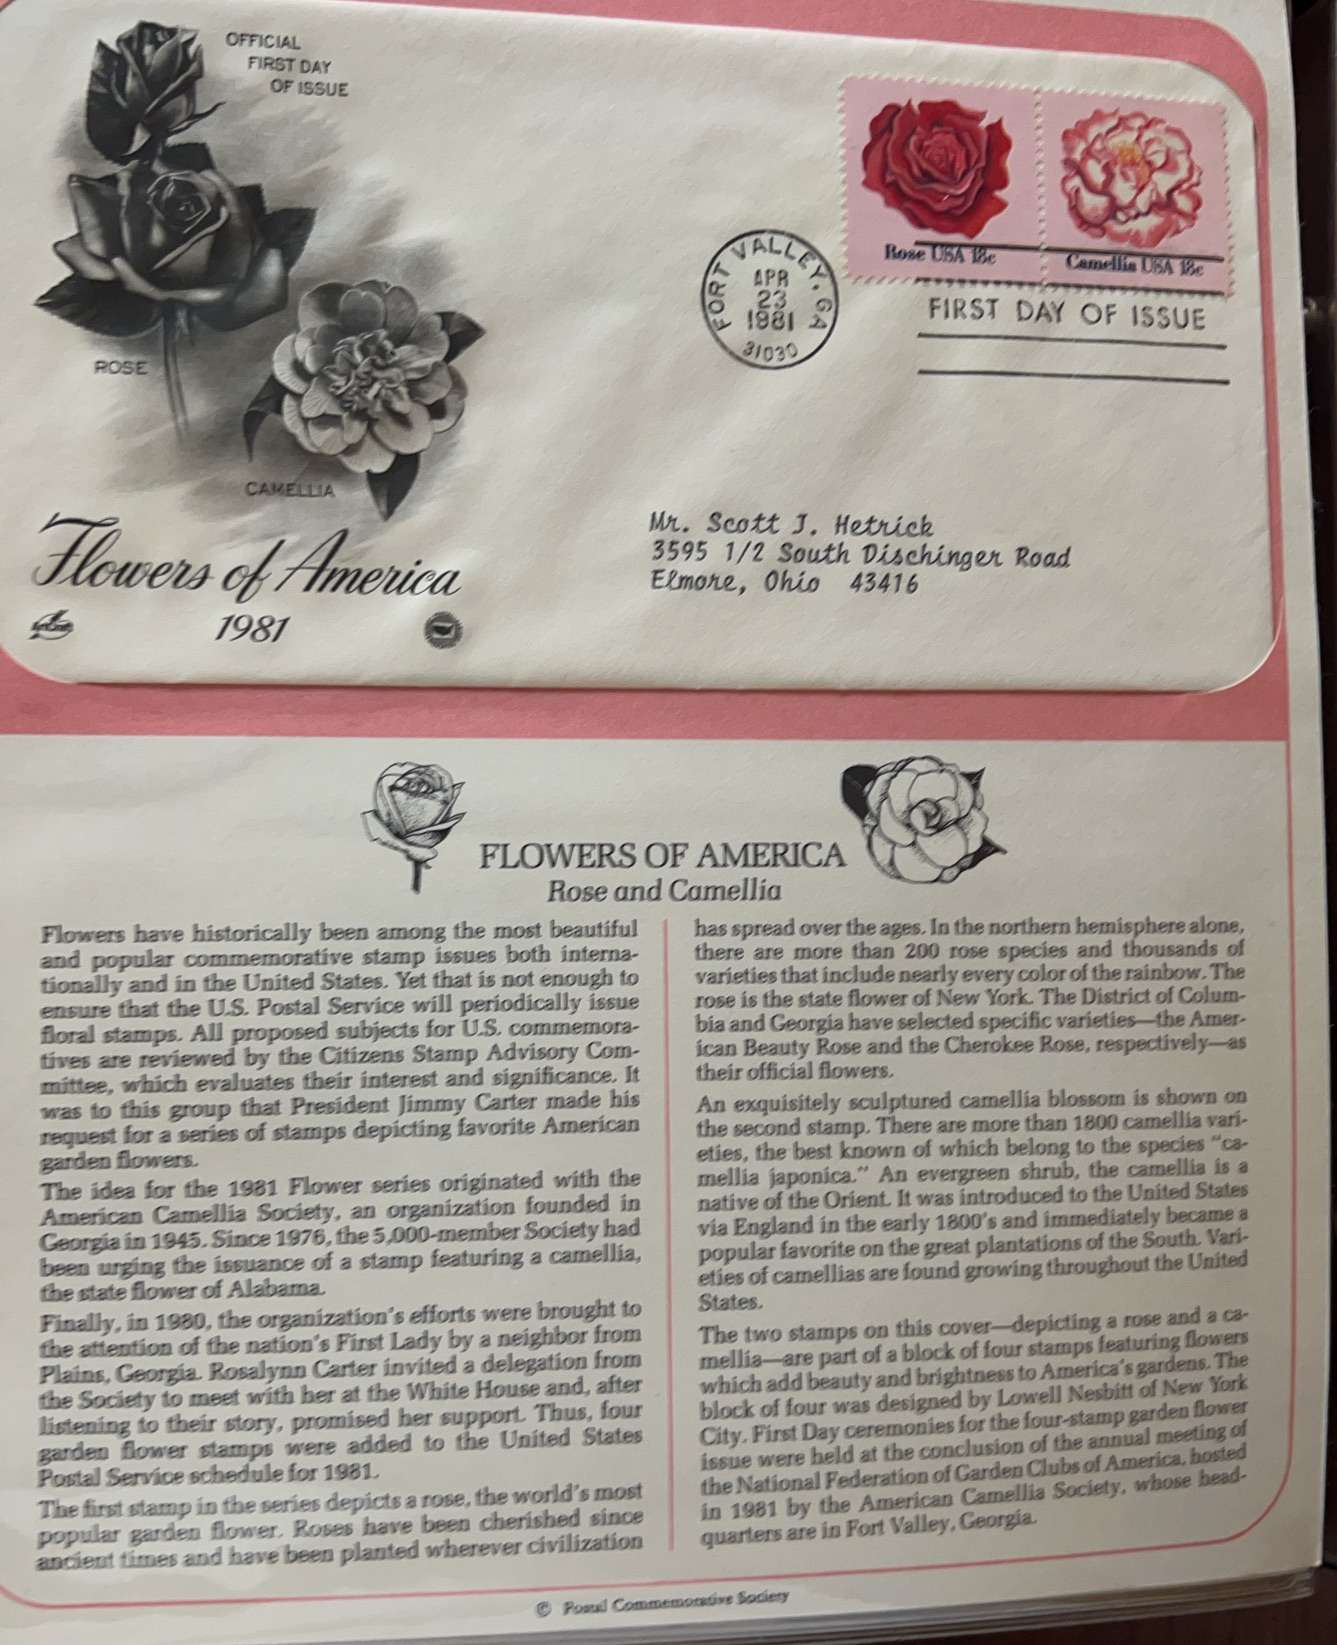 OFFICIAL
FIRST DAY
OF ISSUE
ROSE
CAMELLIA
Flowers of America
1981
Rose USA 18c
Camellia USA 18c
FORT VALLEY, GA
APR
23
1981
31030
FIRST DAY OF ISSUE
Mr. Scott J. Hetrick
3595 1/2 South Dischinger Road
Elmore, Ohio 43416
FLOWERS OF AMERICA
Rose and Camellia
Flowers have historically been among the most beautiful
and popular commemorative stamp issues both interna-
tionally and in the United States. Yet that is not enough to
ensure that the U.S. Postal Service will periodically issue
floral stamps. All proposed subjects for U.S. commemora-
tives are reviewed by the Citizens Stamp Advisory Com-
mittee, which evaluates their interest and significance. It
was to this group that President Jimmy Carter made his
request for a series of stamps depicting favorite American
garden flowers.
The idea for the 1981 Flower series originated with the
American Camellia Society, an organization founded in
Georgia in 1945. Since 1976, the 5,000-member Society had
been urging the issuance of a stamp featuring a camellia,
the state flower of Alabama.
Finally, in 1980, the organization's efforts were brought to
the attention of the nation's First Lady by a neighbor from
Plains, Georgia. Rosalynn Carter invited a delegation from
the Society to meet with her at the White House and, after
listening to their story, promised her support. Thus, four
garden flower stamps were added to the United States
Postal Service schedule for 1981.
The first stamp in the series depicts a rose, the world's most
popular garden flower. Roses have been cherished since
ancient times and have been planted wherever civilization
has spread over the ages. In the northern hemisphere alone,
there are more than 200 rose species and thousands of
varieties that include nearly every color of the rainbow. The
rose is the state flower of New York. The District of Colum-
bia and Georgia have selected specific varieties—the Amer-
ican Beauty Rose and the Cherokee Rose, respectively—as
their official flowers.
An exquisitely sculptured camellia blossom is shown on
the second stamp. There are more than 1800 camellia vari-
eties, the best known of which belong to the species "ca-
mellia japonica." An evergreen shrub, the camellia is a
native of the Orient. It was introduced to the United States
via England in the early 1800's and immediately became a
popular favorite on the great plantations of the South. Vari-
eties of camellias are found growing throughout the United
States.
The two stamps on this cover—depicting a rose and a ca-
mellia—are part of a block of four stamps featuring flowers
which add beauty and brightness to America's gardens. The
block of four was designed by Lowell Nesbitt of New York
City. First Day ceremonies for the four-stamp garden flower
issue were held at the conclusion of the annual meeting of
the National Federation of Garden Clubs of America, hosted
in 1981 by the American Camellia Society, whose head-
quarters are in Fort Valley, Georgia.
© Postal Commemorative Society